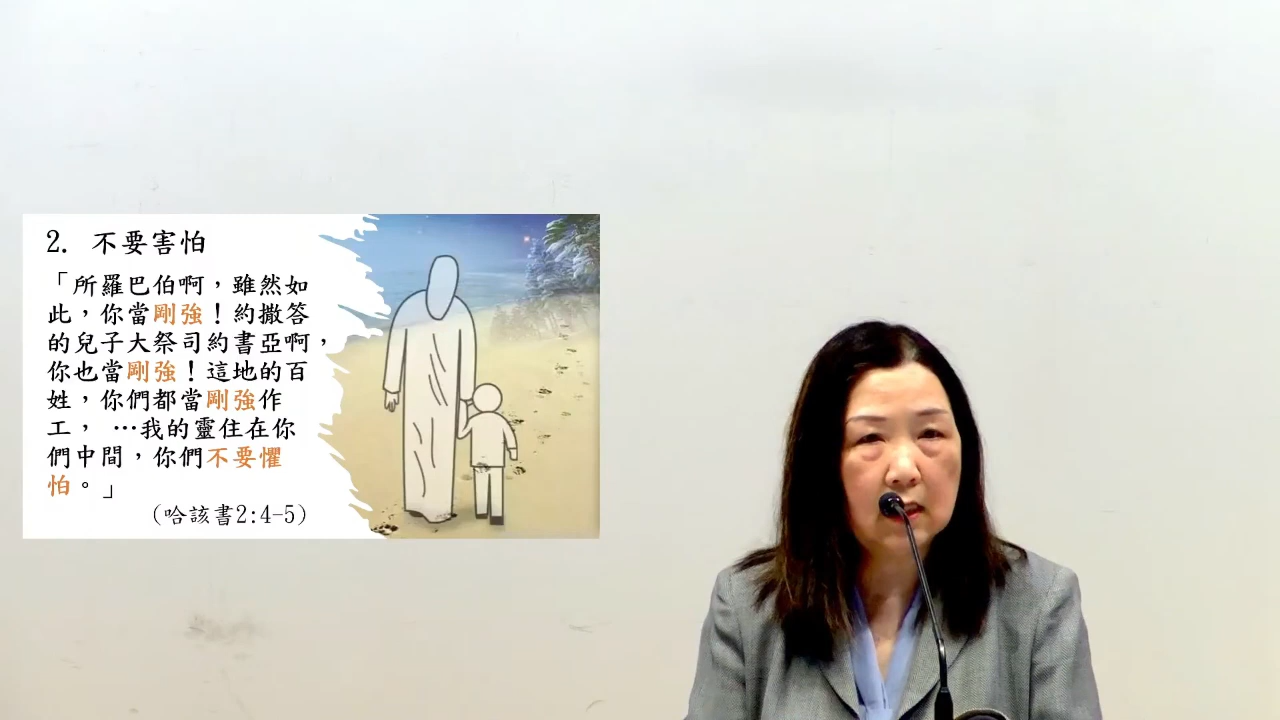 2. 不要害怕
「所羅巴伯啊，雖然如
此，你當剛強！約撒答
的兒子大祭司約書亞啊，
你也當剛強！這地的百
姓，你們都當剛強作
工， …我的靈住在你
們中間，你們不要懼
怕。」
（哈該書2:4-5）